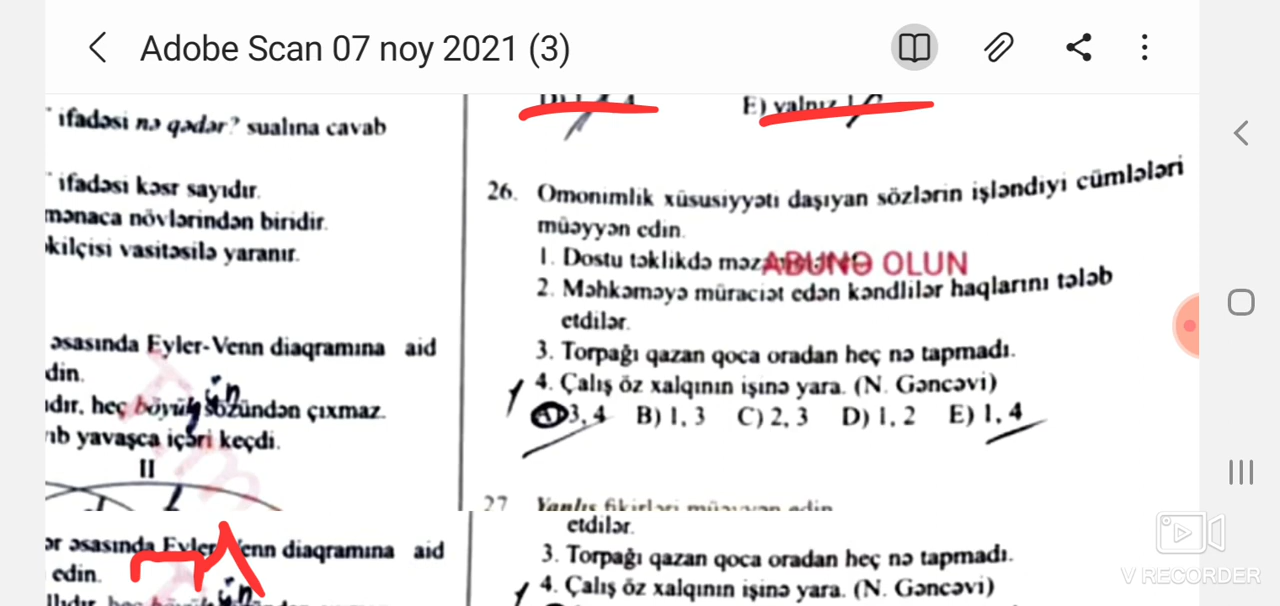 Adobe Scan 07 noy 2021 (3)
ifadəsi nə qədər? sualına cavab
ifadəsi kəsr sayıdır.
mənaca növlərindən biridir.
vasitəsilə yaranır.
əsasında Eyler-Venn diaqramına aid
din.
heç böyük sözündən çıxmaz.
yavaşca içəri keçdi.
II
əsasında Eyler-Venn diaqramına aid
edin.
E) yalnız
26. Omonimlik xüsusiyyəti daşıyan sözlərin işləndiyi cümlələri
müəyyən edin.
1. Dostu təklikdə
ABUNƏ OLUN
2. Məhkəməyə müraciət edən kəndlilər haqlarını tələb
etdilər.
3. Torpağı qazan qoca oradan heç nə tapmadı.
4. Çalış öz xalqının işinə yara. (N. Gəncəvi)
A) 3, 4 B) 1, 3 C) 2, 3 D) 1, 2 E) 1, 4
27 Yanlış fikirləri müəyyən edin
etdilər.
3. Torpağı qazan qoca oradan heç nə tapmadı.
4. Çalış öz xalqının işinə yara. (N. Gəncəvi)
V RECORDER